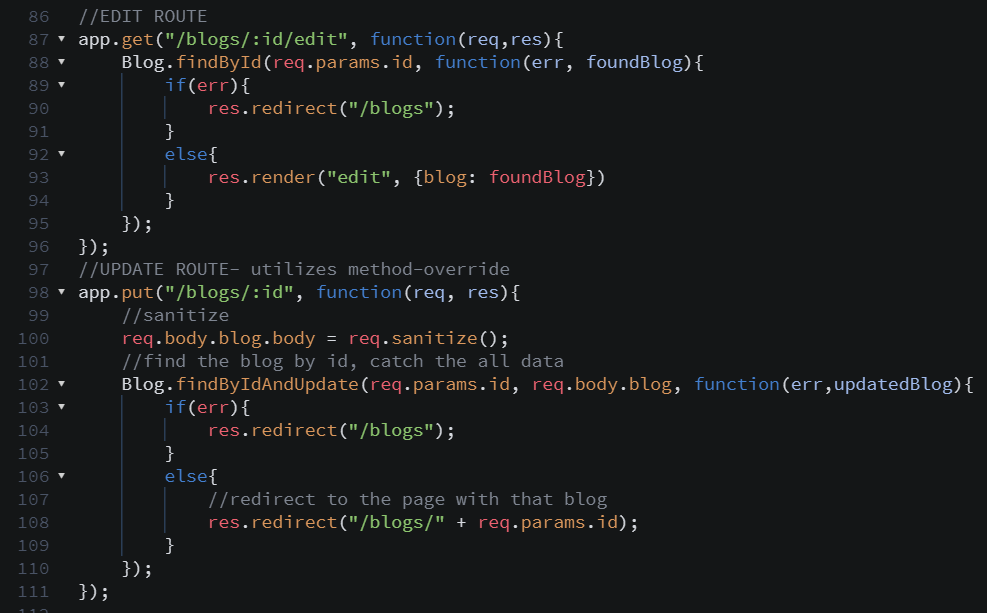 86 //EDIT ROUTE
87 app.get("/blogs/:id/edit", function(req,res){
88     Blog.findById(req.params.id, function(err, foundBlog){
89         if(err){
90             res.redirect("/blogs");
91         }
92         else{
93             res.render("edit", {blog: foundBlog})
94         }
95     });
96 });
97 //UPDATE ROUTE- utilizes method-override
98 app.put("/blogs/:id", function(req, res){
99     //sanitize
100     req.body.blog.body = req.sanitize();
101     //find the blog by id, catch the all data
102     Blog.findByIdAndUpdate(req.params.id, req.body.blog, function(err,updatedBlog){
103         if(err){
104             res.redirect("/blogs");
105         }
106         else{
107             //redirect to the page with that blog
108             res.redirect("/blogs/" + req.params.id);
109         }
110     });
111 });